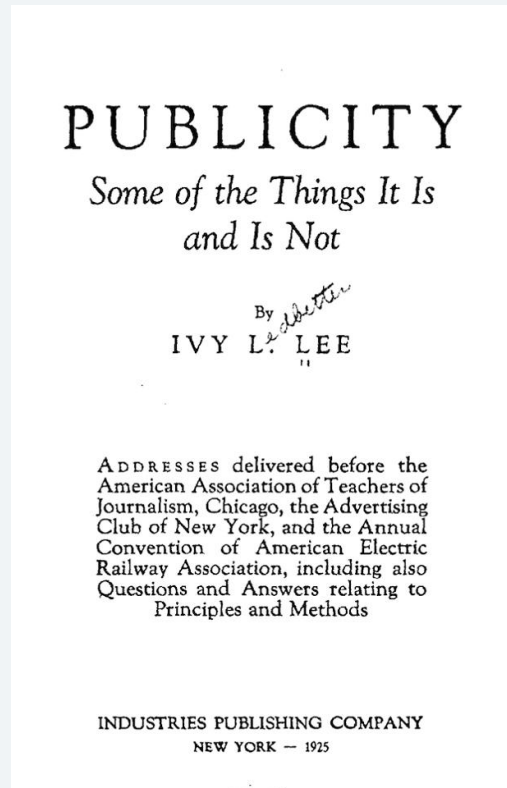 PUBLICITY
Some of the Things It Is
and Is Not
By
IVY L. LEE
edbetter
ADDRESSES delivered before the
American Association of Teachers of
Journalism, Chicago, the Advertising
Club of New York, and the Annual
Convention of American Electric
Railway Association, including also
Questions and Answers relating to
Principles and Methods
INDUSTRIES PUBLISHING COMPANY
NEW YORK — 1925